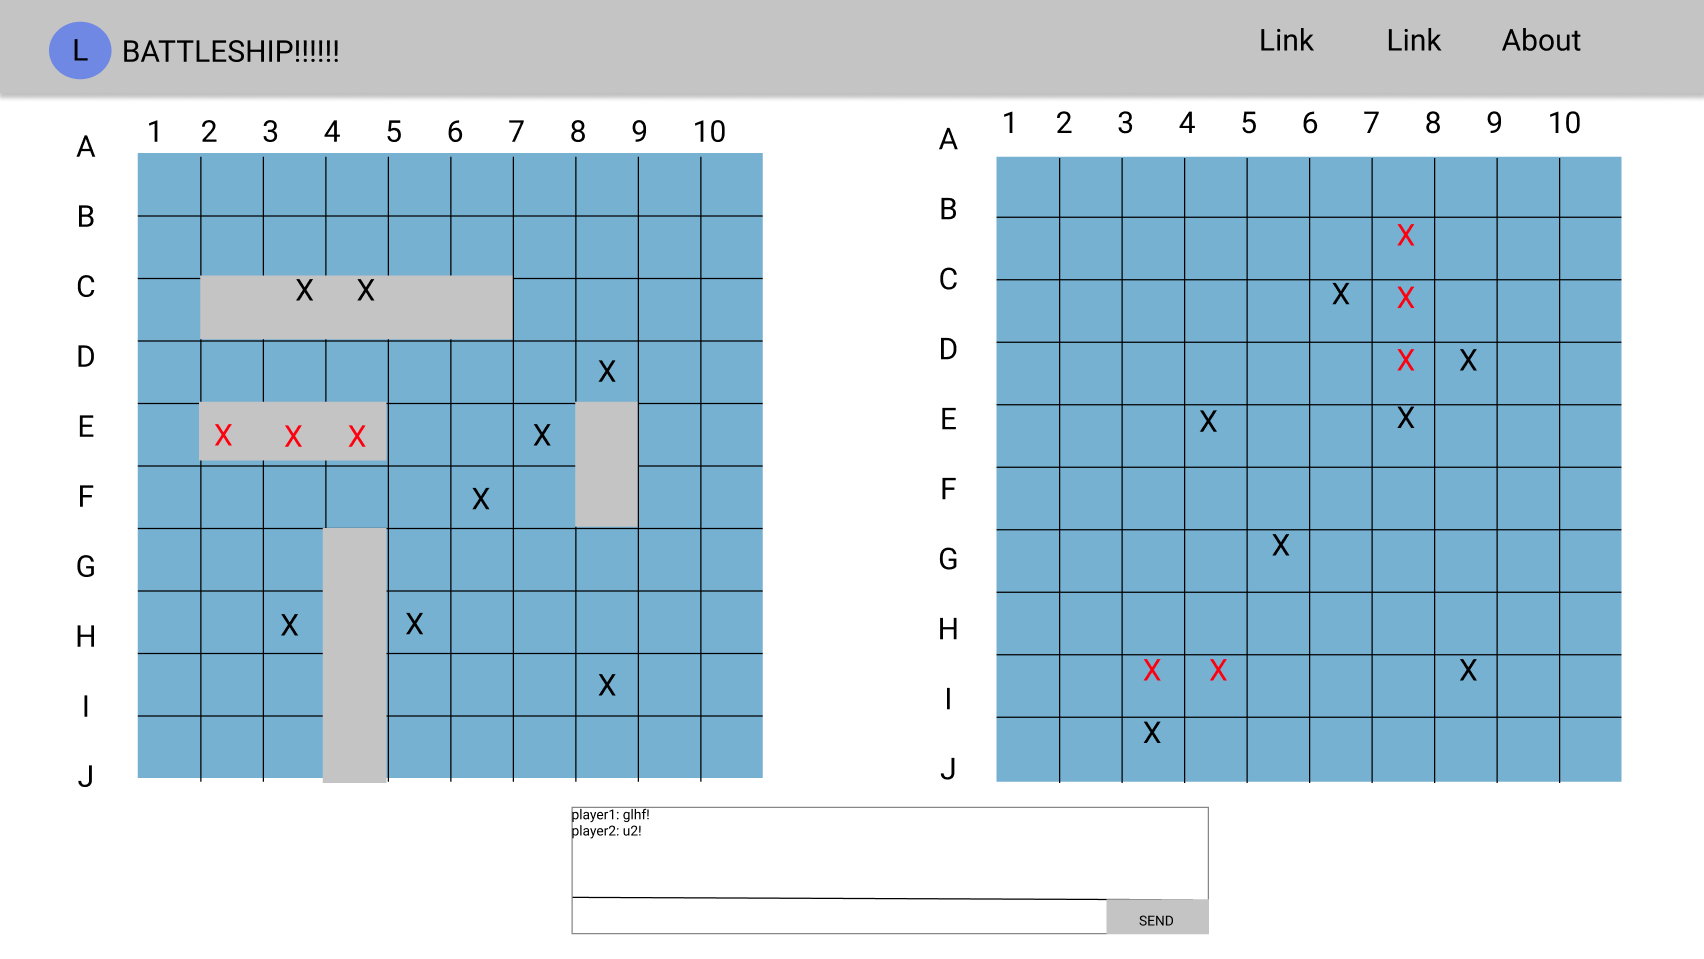 L BATTLESHIP!!!!!! Link Link About
1 2 3 4 5 6 7 8 9 10
A
B
C X X
D X
E X X X X
F X
G
H X X
I X
J
1 2 3 4 5 6 7 8 9 10
A
B X
C X X
D X X
E X X
F
G X
H
I X X X
J X
player1: glhf!
player2: u2!
SEND